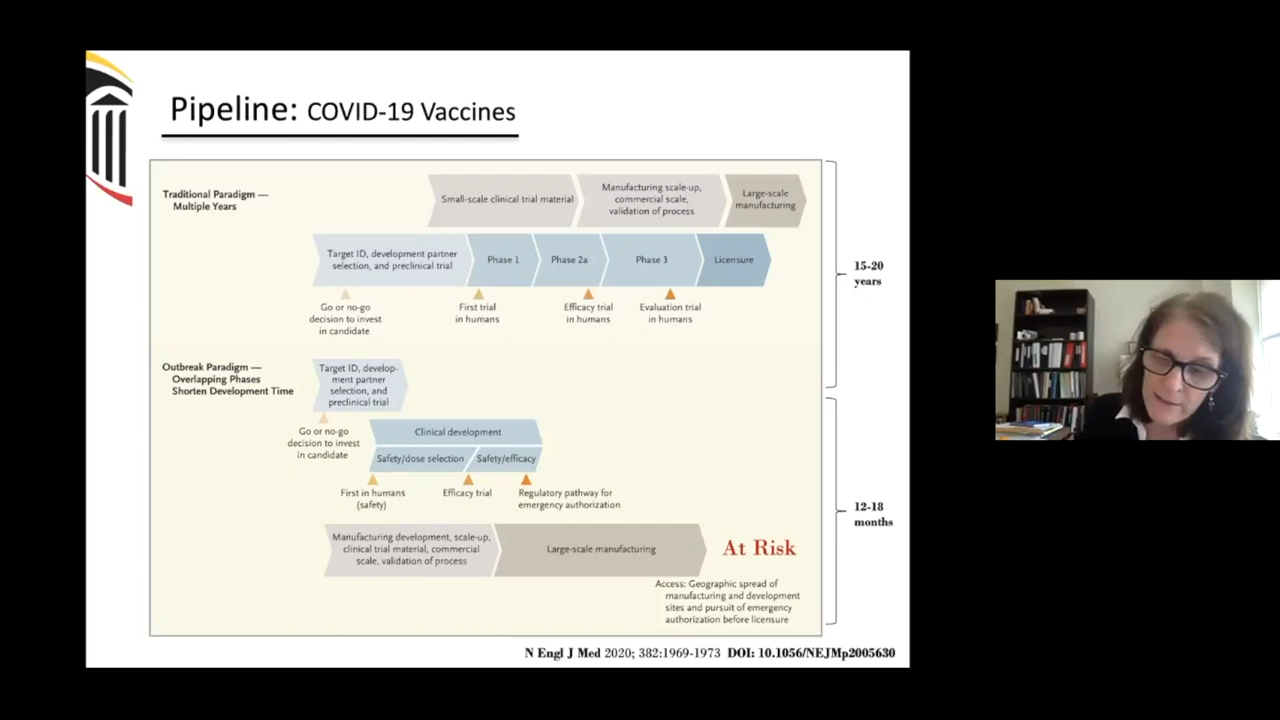 Pipeline: COVID-19 Vaccines
Traditional Paradigm —
Multiple Years
Small-scale clinical trial material
Manufacturing scale-up,
commercial scale,
validation of process
Large-scale
manufacturing
Target ID, development partner
selection, and preclinical trial
Phase 1
Phase 2a
Phase 3
Licensure
Go or no-go
decision to invest
in candidate
First trial
in humans
Efficacy trial
in humans
Evaluation trial
in humans
15-20
years
Outbreak Paradigm —
Overlapping Phases
Shorten Development Time
Target ID, develop-
ment partner
selection, and
preclinical trial
Go or no-go
decision to invest
in candidate
Clinical development
Safety/dose selection
Safety/efficacy
First in humans
(safety)
Efficacy trial
Regulatory pathway for
emergency authorization
12-18
months
Manufacturing development, scale-up,
clinical trial material, commercial
scale, validation of process
Large-scale manufacturing
At Risk
Access: Geographic spread of
manufacturing and development
sites and pursuit of emergency
authorization before licensure
N Engl J Med 2020; 382:1969-1973 DOI: 10.1056/NEJMp2005630